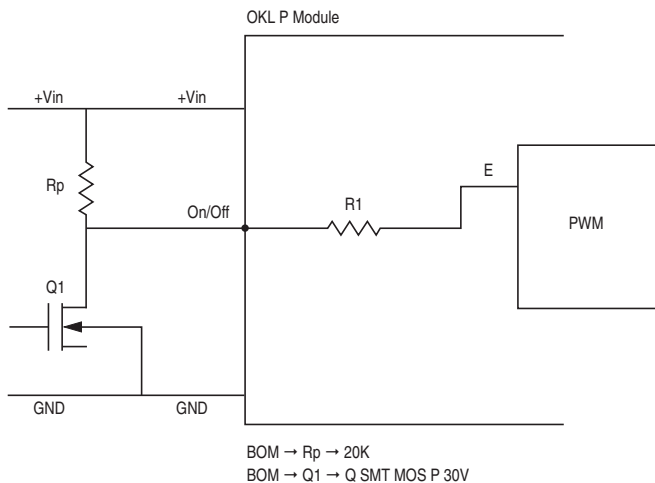 OKL P Module
+Vin
+Vin
Rp
On/Off
R1
E
PWM
Q1
GND
GND
BOM → Rp → 20K
BOM → Q1 → Q SMT MOS P 30V